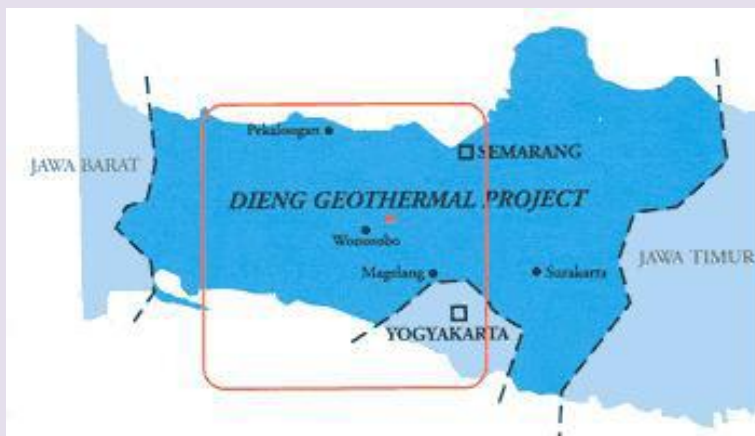 Pekalongan
SEMARANG
JAWA BARAT
DIENG GEOTHERMAL PROJECT
Wonosobo
JAWA TIMUR
Magelang
Surakarta
YOGYAKARTA